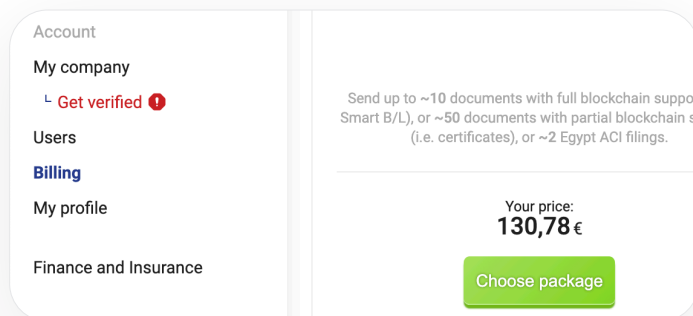 Account
My company
Get verified
Users
Billing
My profile
Finance and Insurance
Send up to ~10 documents with full blockchain
Smart B/L), or ~50 documents with partial blockchain
(i.e. certificates), or ~2 Egypt ACI filings.
Your price:
130,78 €
Choose package